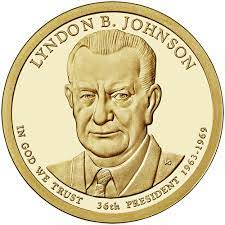 LYNDON B. JOHNSON
IN GOD WE TRUST
36th PRESIDENT 1963-1969